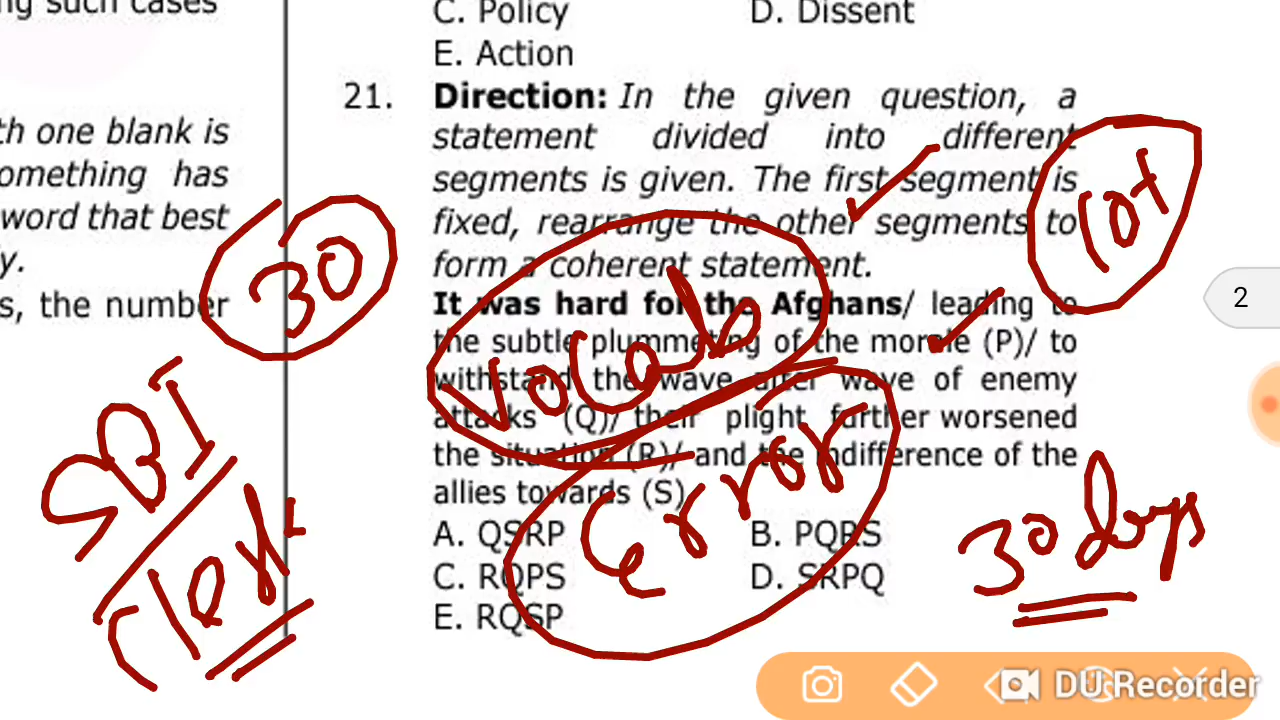 ng such cases
th one blank is
omething has
word that best
y.
s, the number
C. Policy D. Dissent
E. Action
21. Direction: In the given question, a
statement divided into different
segments is given. The first segment is
fixed, rearrange the other segments to
form a coherent statement.
It was hard for the Afghans/ leading to
the subtle plummeting of the morale (P)/ to
withstand the wave after wave of enemy
attacks (Q)/ their plight further worsened
the situation (R)/ and the indifference of the
allies towards (S)
A. QSRP B. PQRS
C. RQPS D. SRPQ
E. RQSP
30
SBI
Clerk
Vocab
Error
10+
30 days
2
DU Recorder